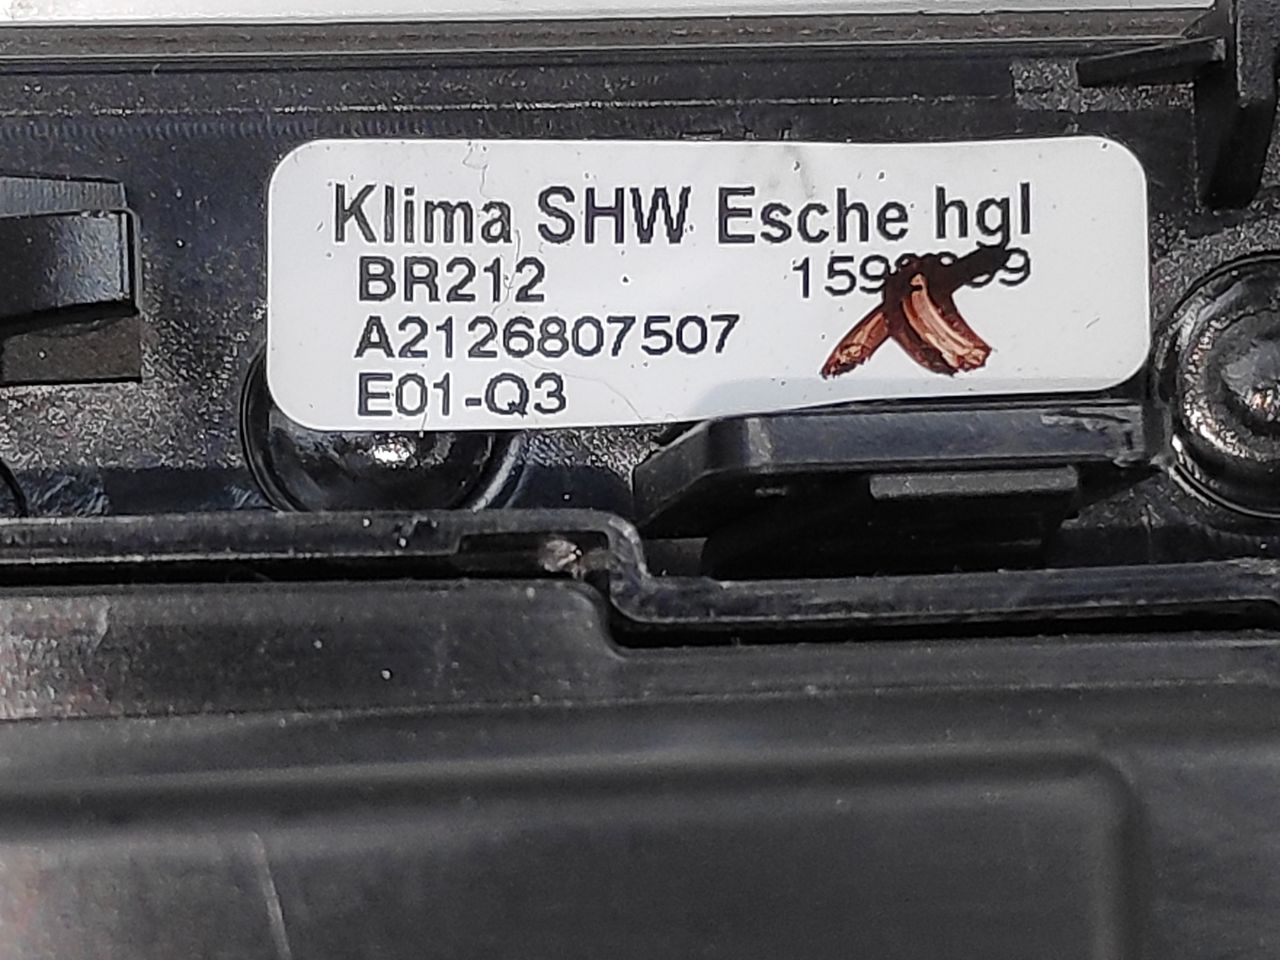 Klima SHW Esche hgl
BR212
A2126807507
E01-Q3